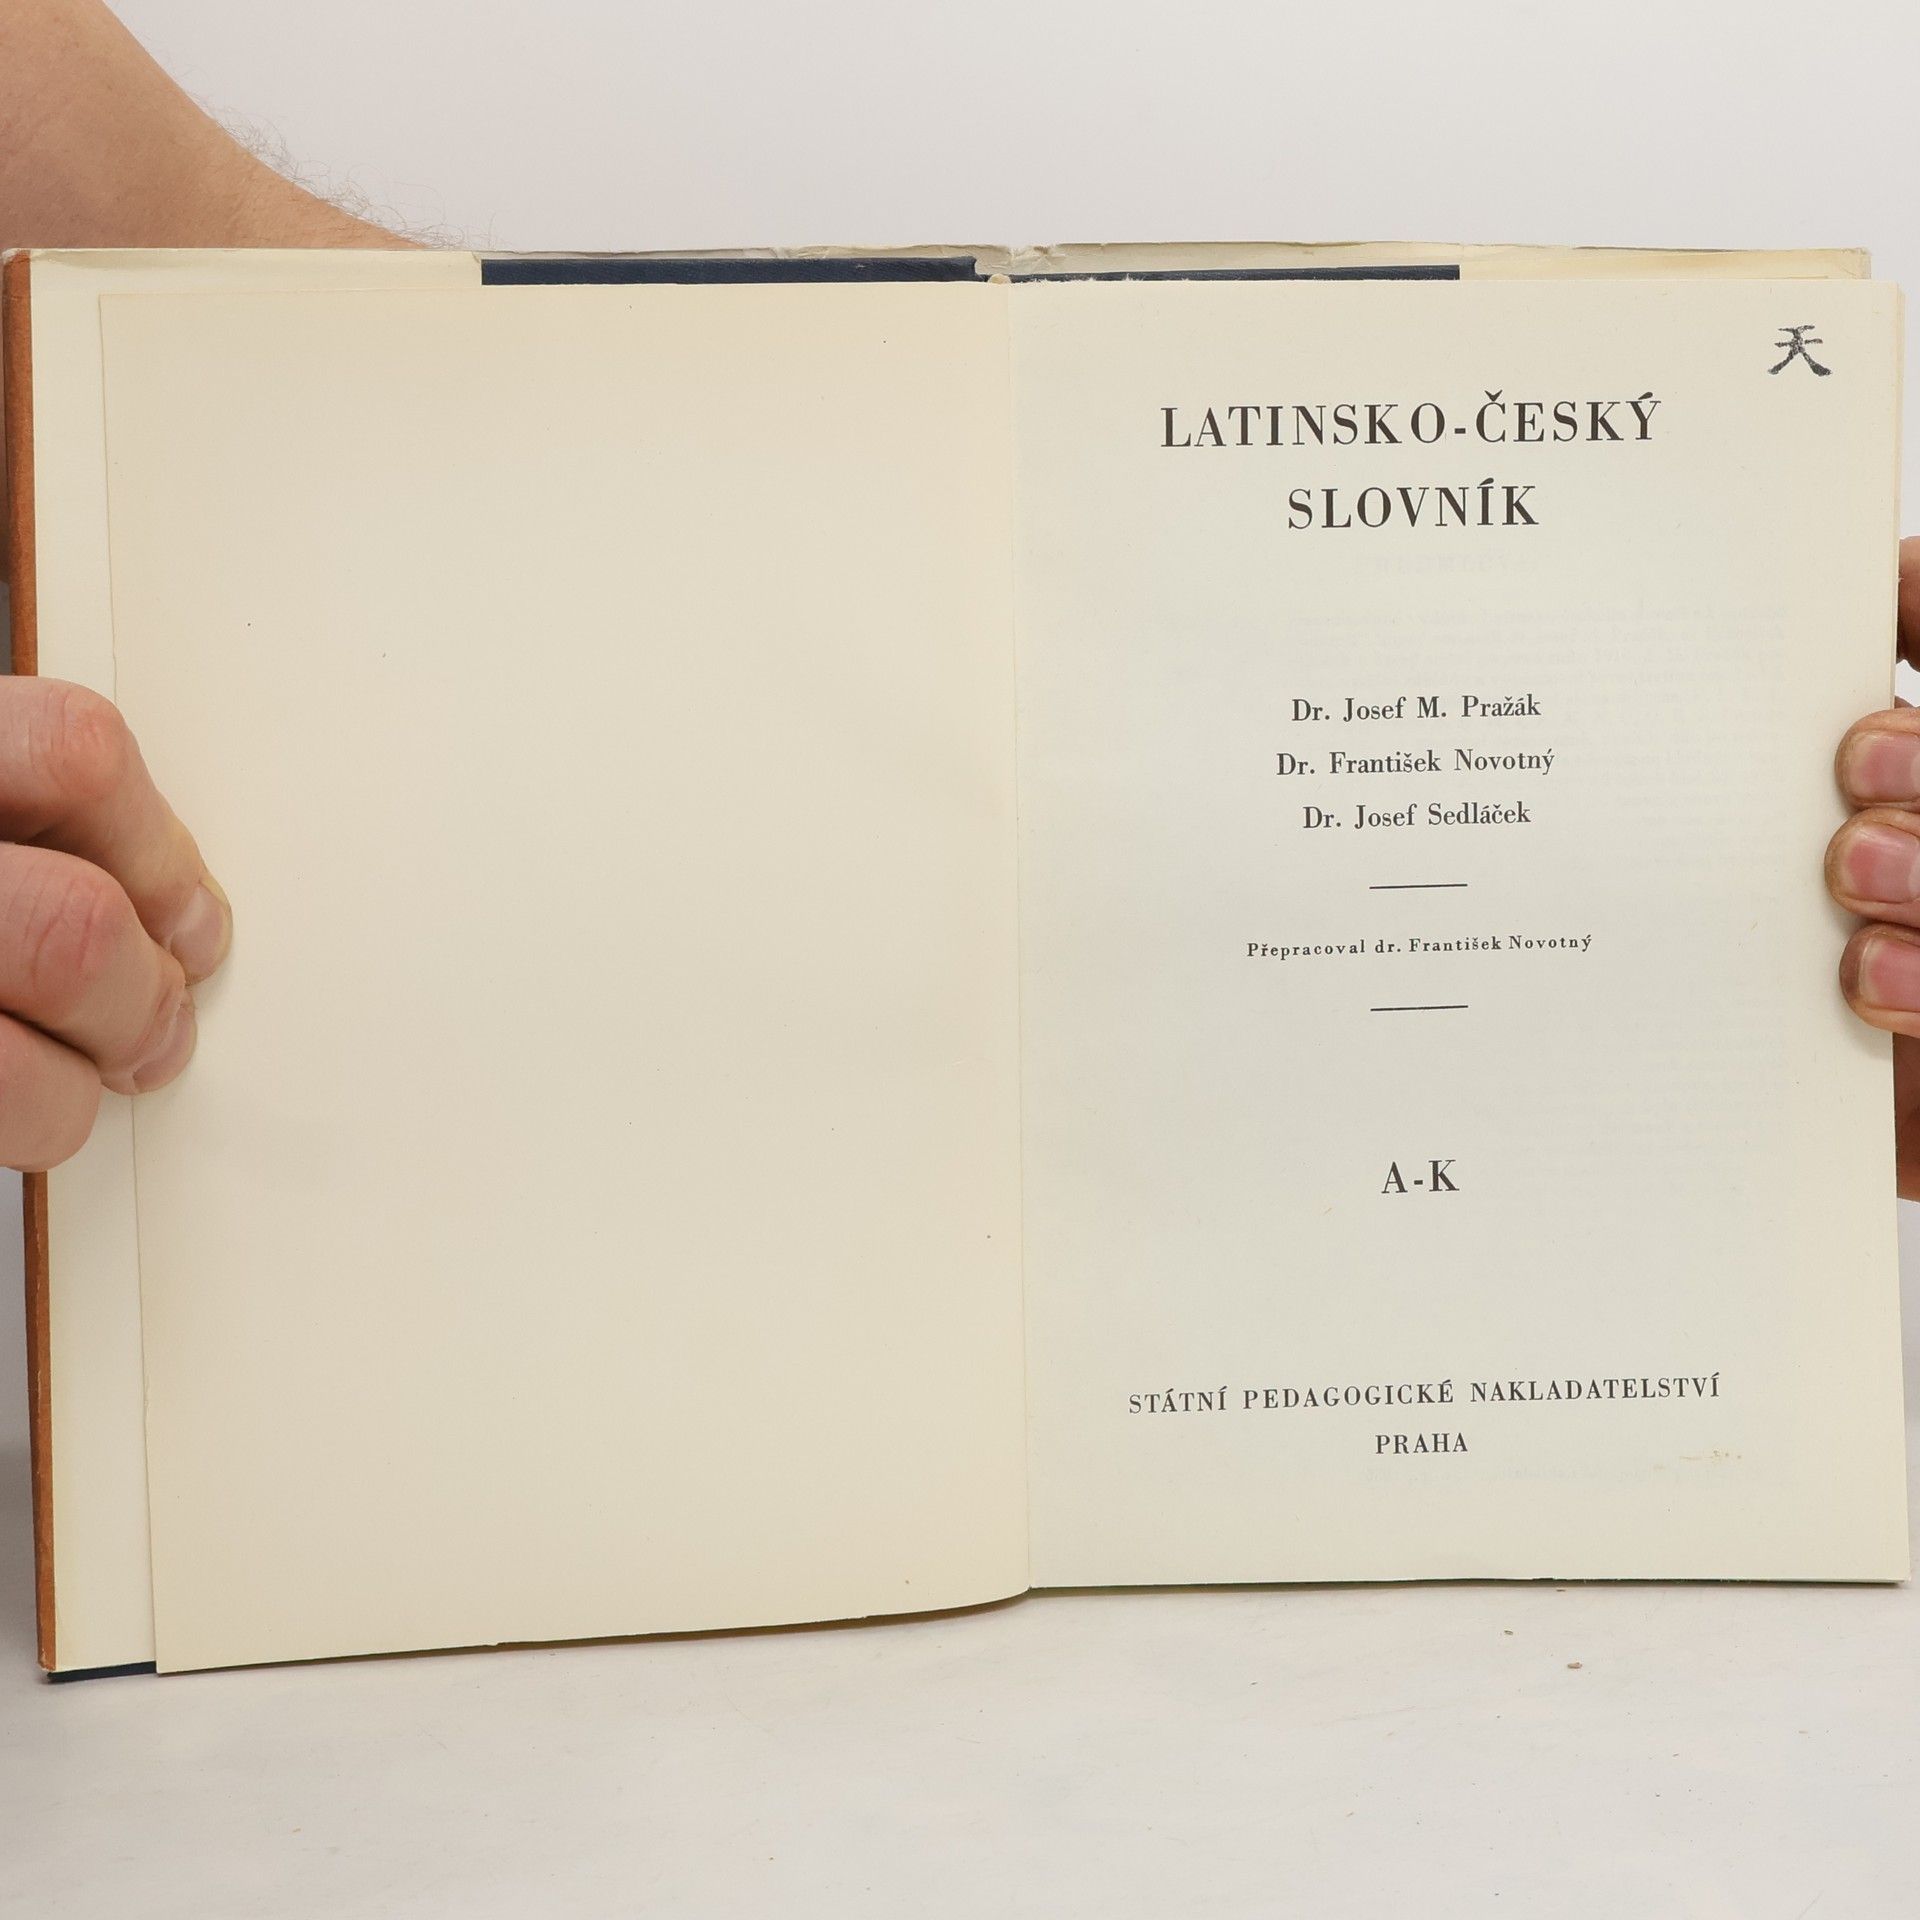 天
LATINSKO-ČESKÝ
SLOVNÍK
Dr. Josef M. Pražák
Dr. František Novotný
Dr. Josef Sedláček
Přepracoval dr. František Novotný
A-K
STÁTNÍ PEDAGOGICKÉ NAKLADATELSTVÍ
PRAHA